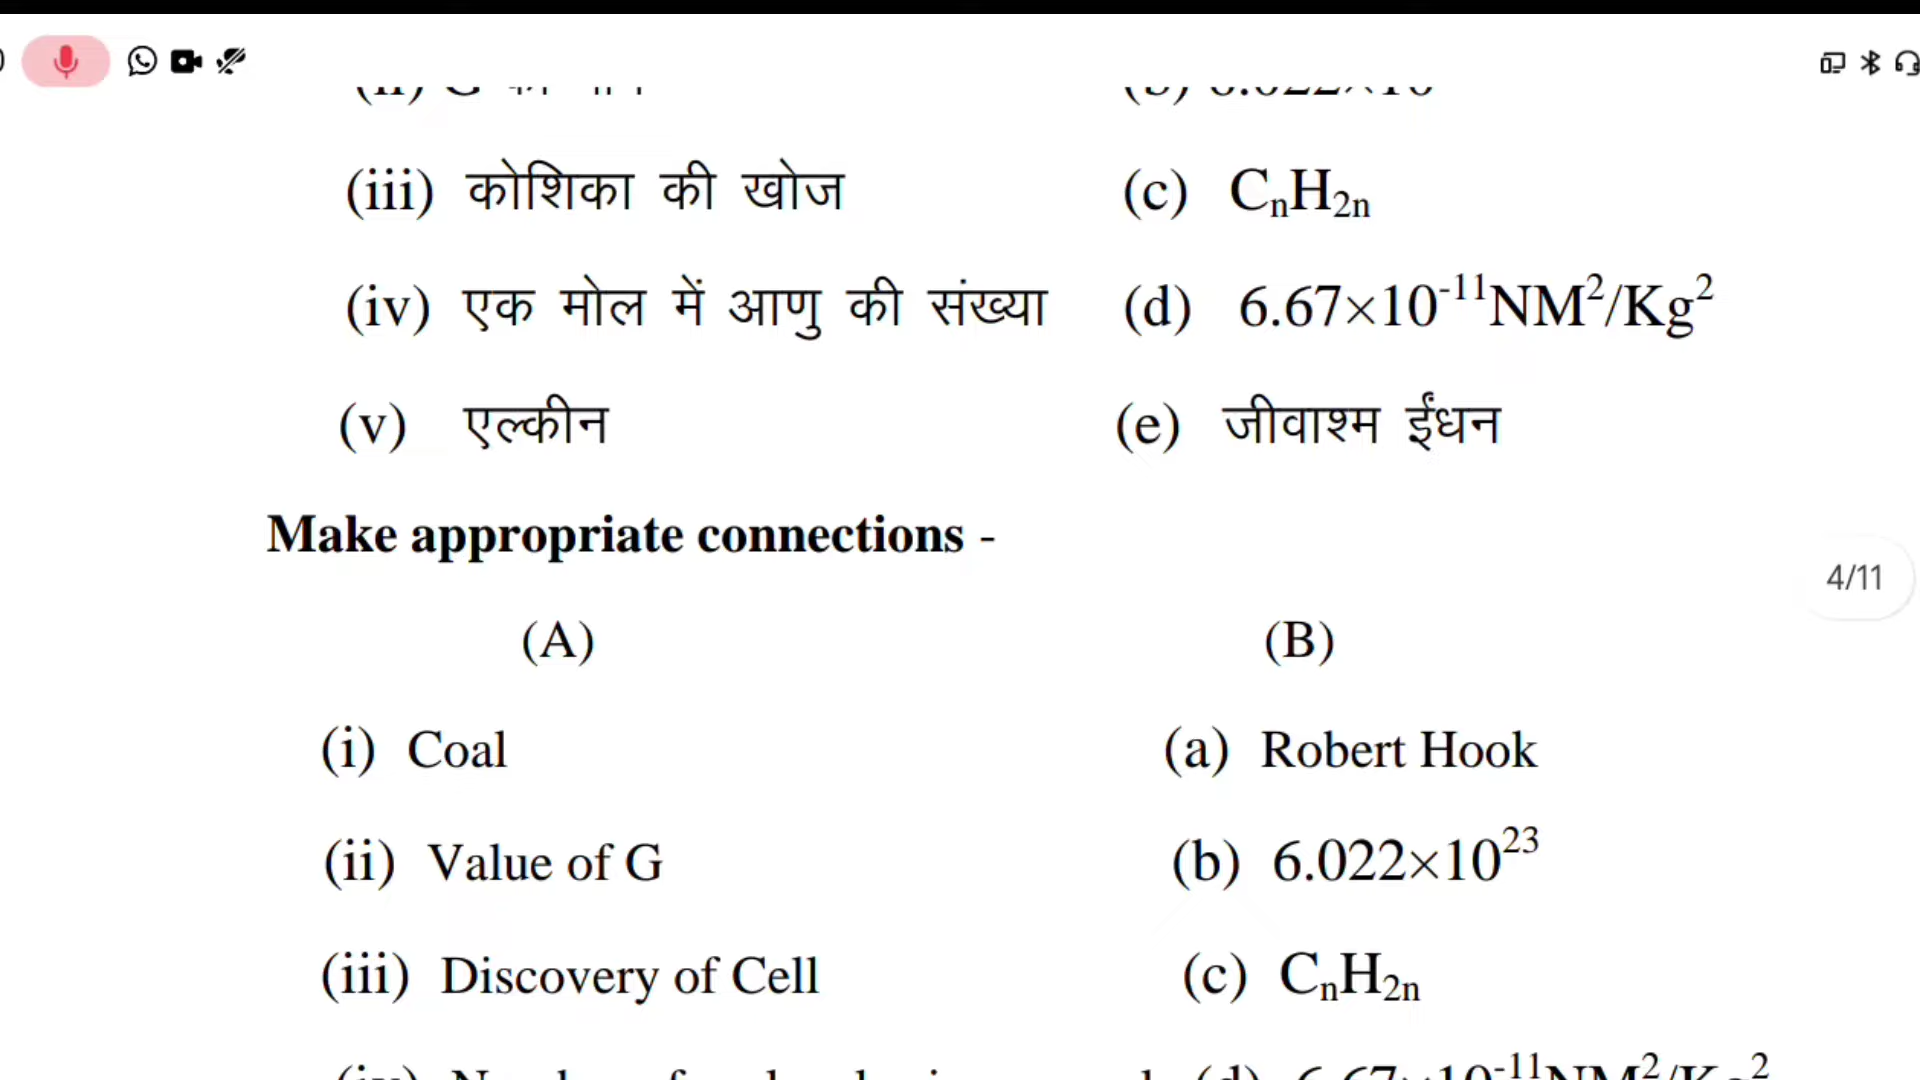 (iii) कोशिका की खोज (c) CₙH₂ₙ
(iv) एक मोल में आणु की संख्या (d) 6.67×10⁻¹¹NM²/Kg²
(v) एल्कीन (e) जीवाश्म ईंधन
Make appropriate connections -
4/11
(A) (B)
(i) Coal (a) Robert Hook
(ii) Value of G (b) 6.022×10²³
(iii) Discovery of Cell (c) CₙH₂ₙ